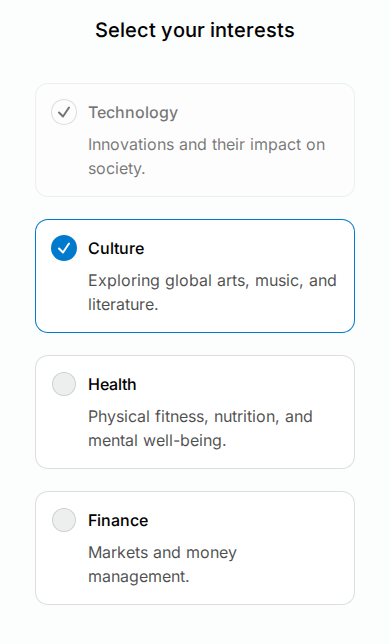 Select your interests
Technology
Innovations and their impact on
society.
Culture
Exploring global arts, music, and
literature.
Health
Physical fitness, nutrition, and
mental well-being.
Finance
Markets and money
management.